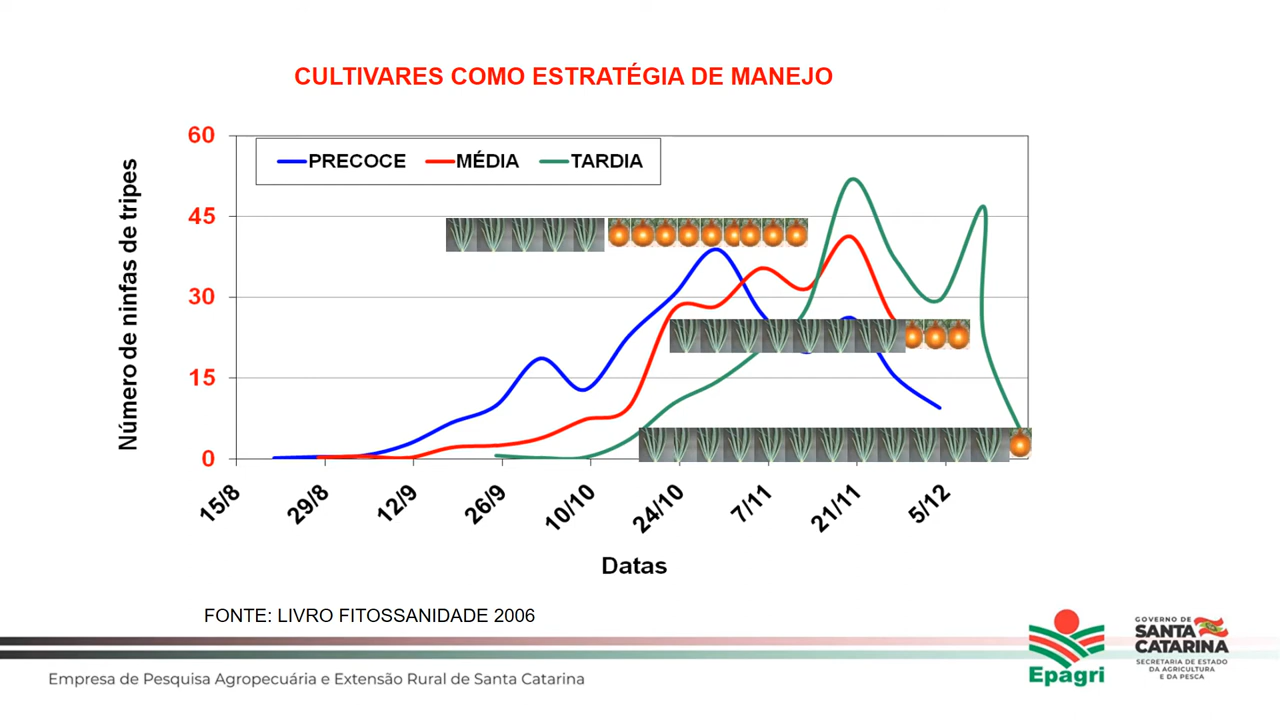 CULTIVARES COMO ESTRATÉGIA DE MANEJO
Número de ninfas de tripes
60
45
30
15
0
PRECOCE MÉDIA TARDIA
15/8 29/8 12/9 26/9 10/10 24/10 7/11 21/11 5/12
Datas
FONTE: LIVRO FITOSSANIDADE 2006
Empresa de Pesquisa Agropecuária e Extensão Rural de Santa Catarina
Epagri
GOVERNO DE
SANTA
CATARINA
SECRETARIA DE ESTADO
DA AGRICULTURA
E DA PESCA